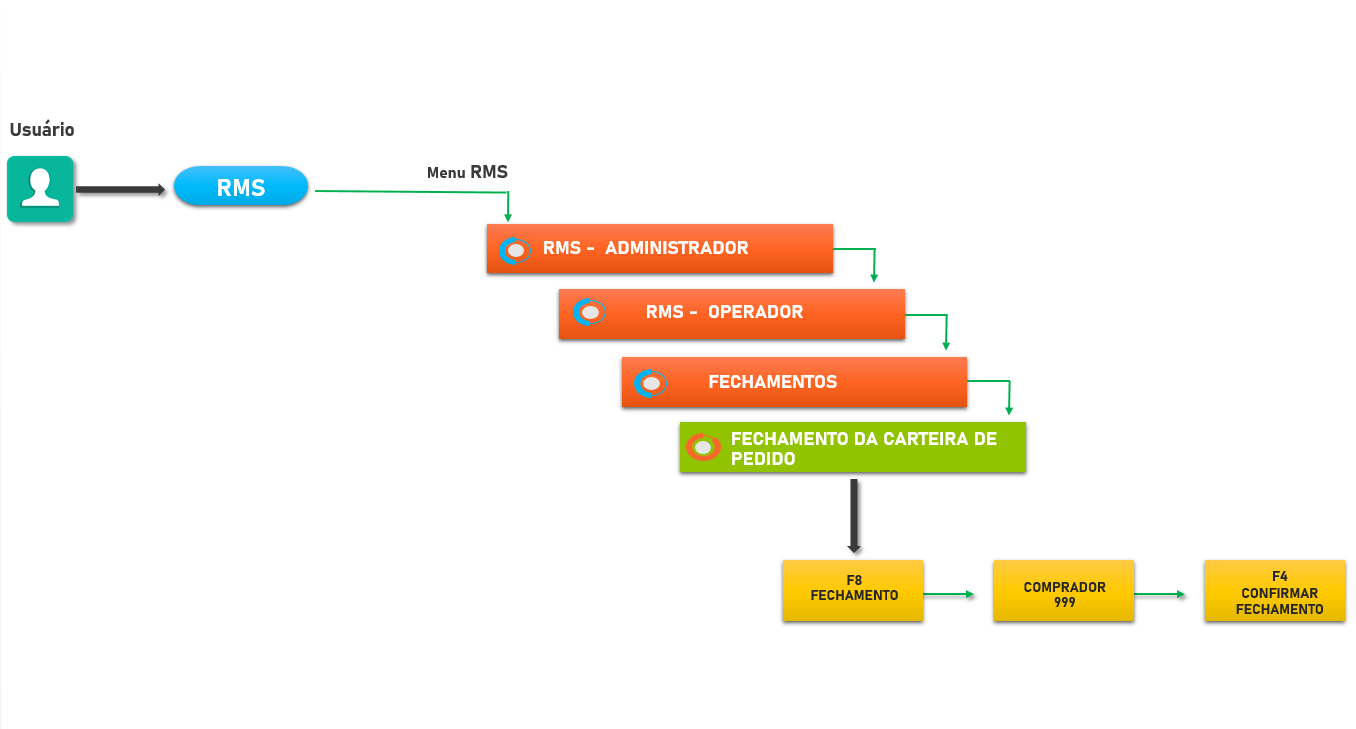 Usuário
RMS
Menu RMS
RMS - ADMINISTRADOR
RMS - OPERADOR
FECHAMENTOS
FECHAMENTO DA CARTEIRA DE
PEDIDO
F8
FECHAMENTO
COMPRADOR
999
F4
CONFIRMAR
FECHAMENTO